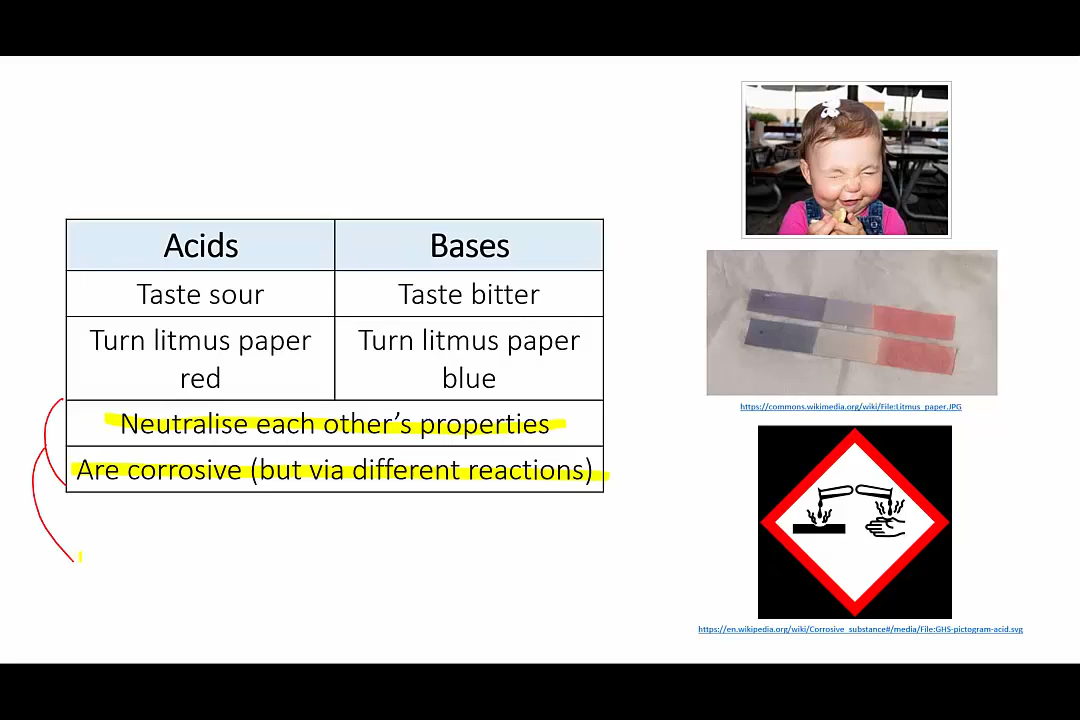 Acids
Bases
Taste sour
Taste bitter
Turn litmus paper
red
Turn litmus paper
blue
Neutralise each other’s properties
Are corrosive (but via different reactions)
https://commons.wikimedia.org/wiki/File:Litmus_paper.JPG
https://en.wikipedia.org/wiki/Corrosive_substance#/media/File:GHS-pictogram-acid.svg